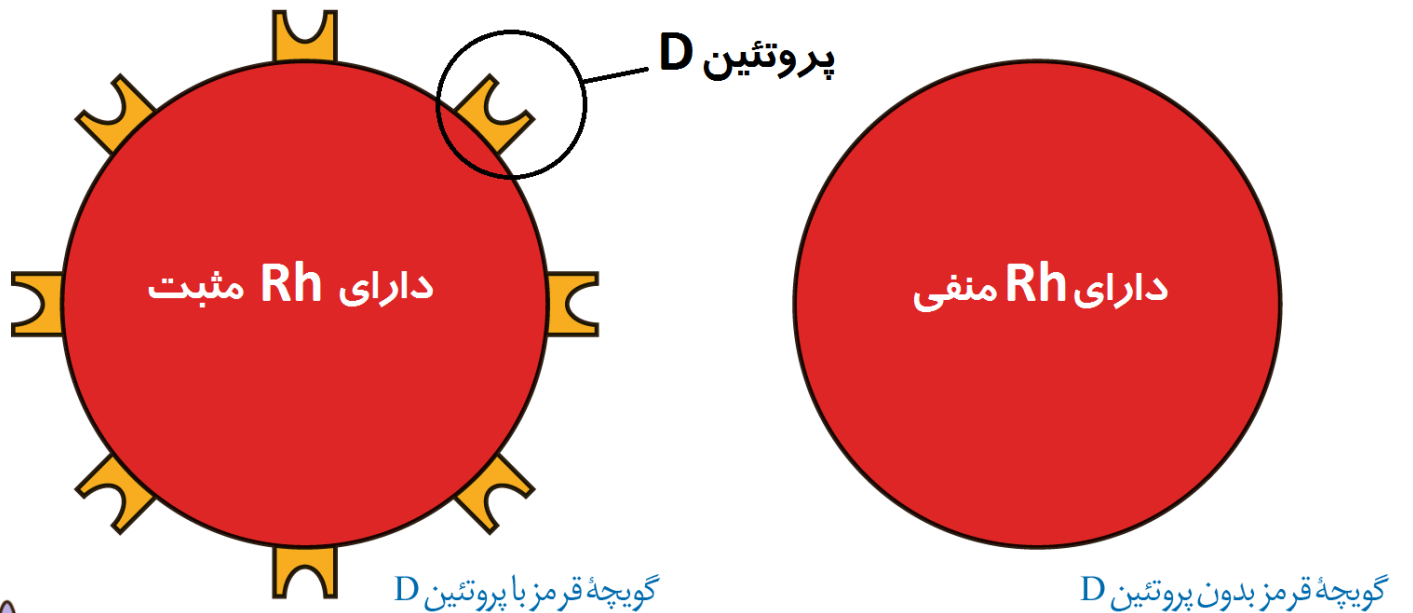 پروتئین D
دارای Rh منفی
دارای Rh مثبت
گویچهٔ قرمز بدون پروتئین D
گویچهٔ قرمز با پروتئین D